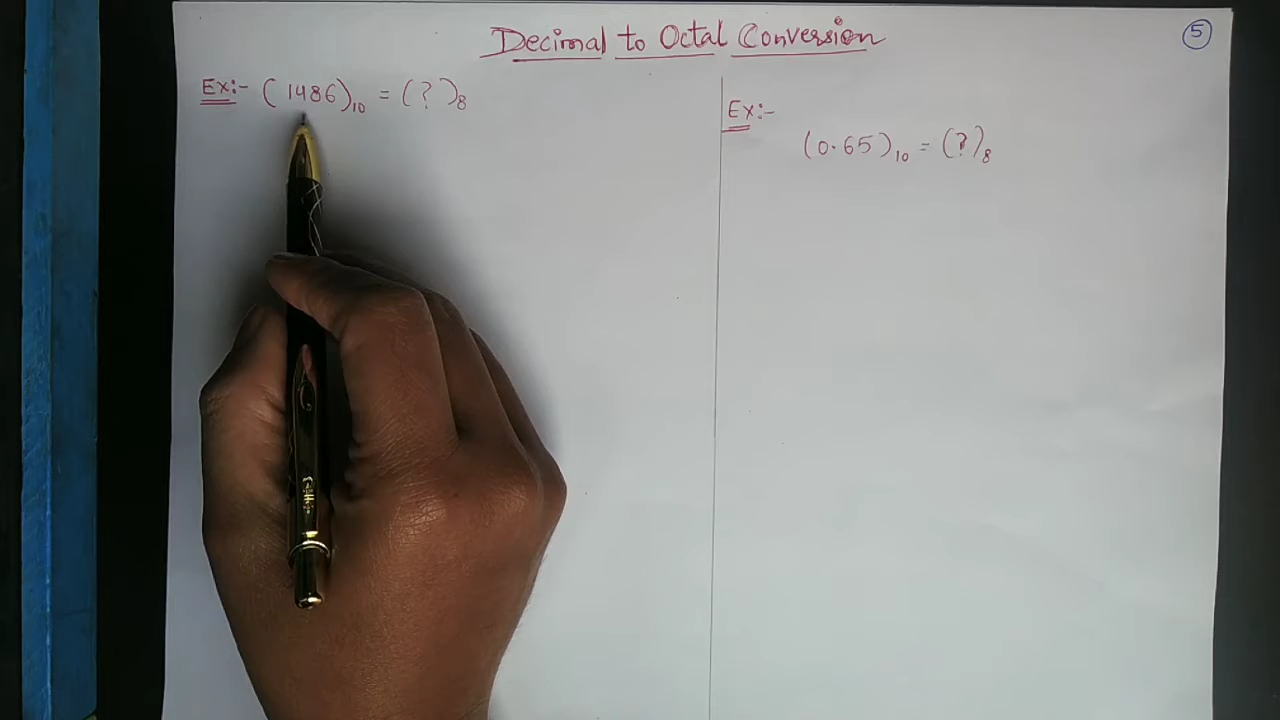 Decimal to Octal Conversion
5
Ex:- (1486)₁₀ = (?)₈
Ex:-
(0.65)₁₀ = (?)₈